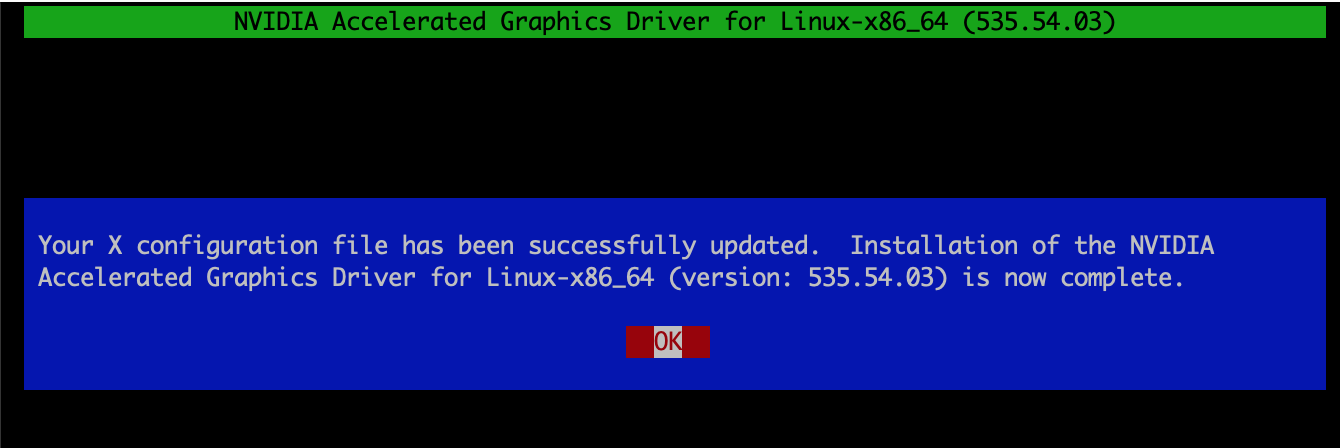 NVIDIA Accelerated Graphics Driver for Linux-x86_64 (535.54.03)
Your X configuration file has been successfully updated.  Installation of the NVIDIA
Accelerated Graphics Driver for Linux-x86_64 (version: 535.54.03) is now complete.
OK